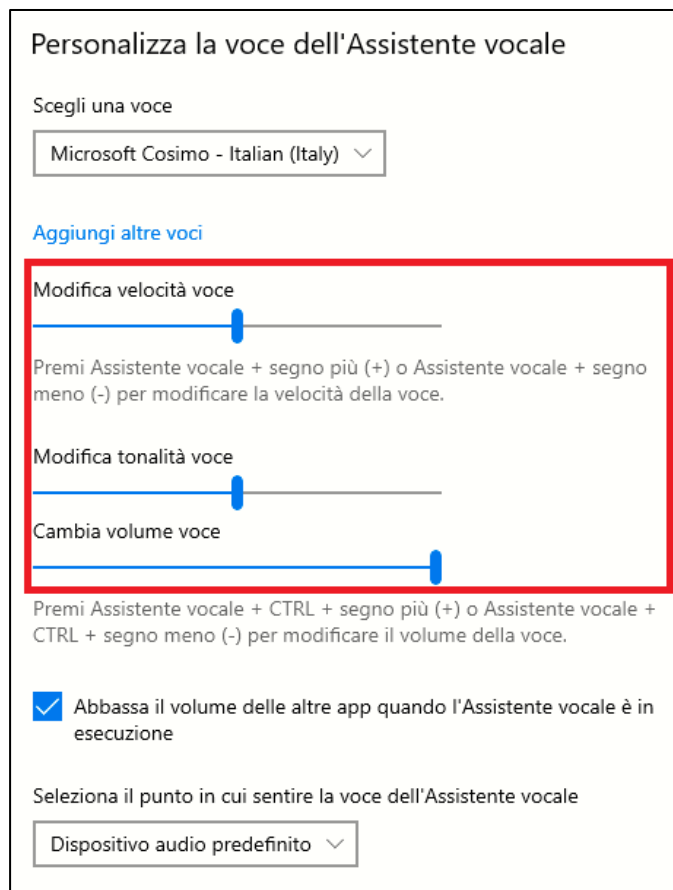 Personalizza la voce dell'Assistente vocale
Scegli una voce
Microsoft Cosimo - Italian (Italy)
Aggiungi altre voci
Modifica velocità voce
Premi Assistente vocale + segno più (+) o Assistente vocale + segno
meno (-) per modificare la velocità della voce.
Modifica tonalità voce
Cambia volume voce
Premi Assistente vocale + CTRL + segno più (+) o Assistente vocale +
CTRL + segno meno (-) per modificare il volume della voce.
Abbassa il volume delle altre app quando l'Assistente vocale è in
esecuzione
Seleziona il punto in cui sentire la voce dell'Assistente vocale
Dispositivo audio predefinito